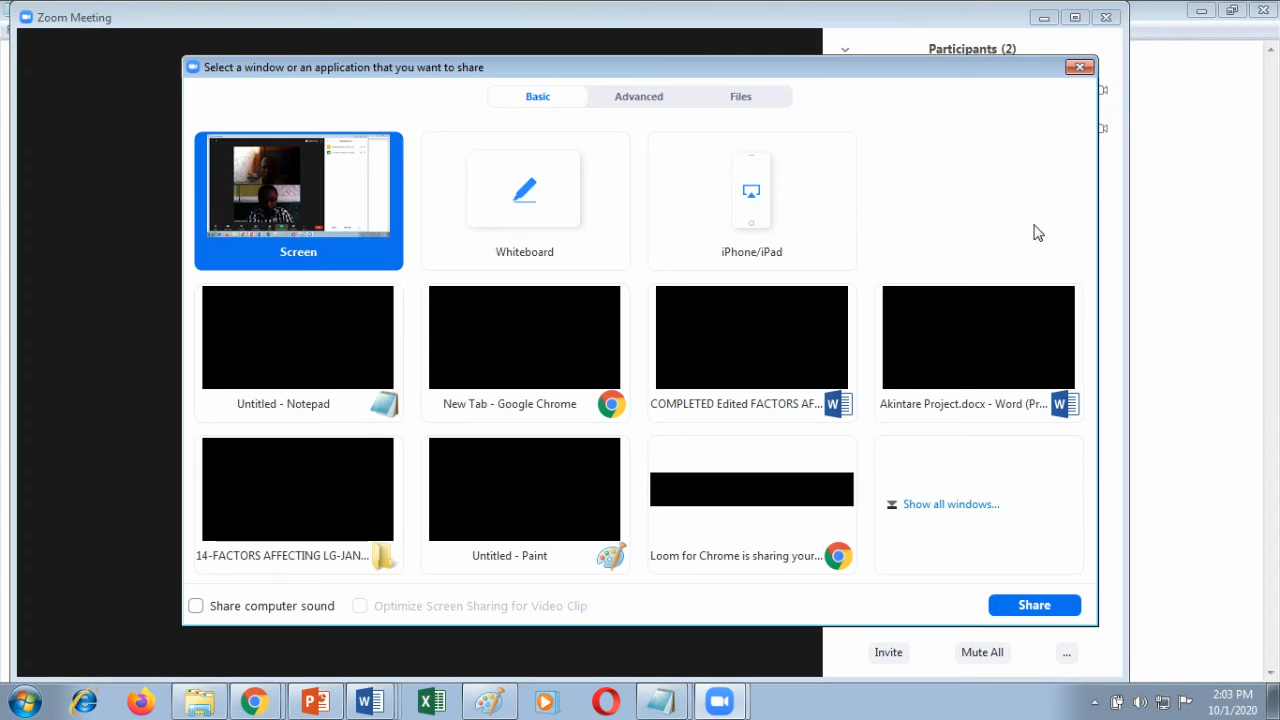 Zoom Meeting
Participants (2)
Select a window or an application that you want to share
Basic
Advanced
Files
Screen
Whiteboard
iPhone/iPad
Untitled - Notepad
New Tab - Google Chrome
COMPLETED Edited FACTORS AF...
Akintare Project.docx - Word (Pr...
14-FACTORS AFFECTING LG-JAN...
Untitled - Paint
Loom for Chrome is sharing your...
Show all windows...
Share computer sound
Optimize Screen Sharing for Video Clip
Share
Invite
Mute All
...
2:03 PM
10/1/2020